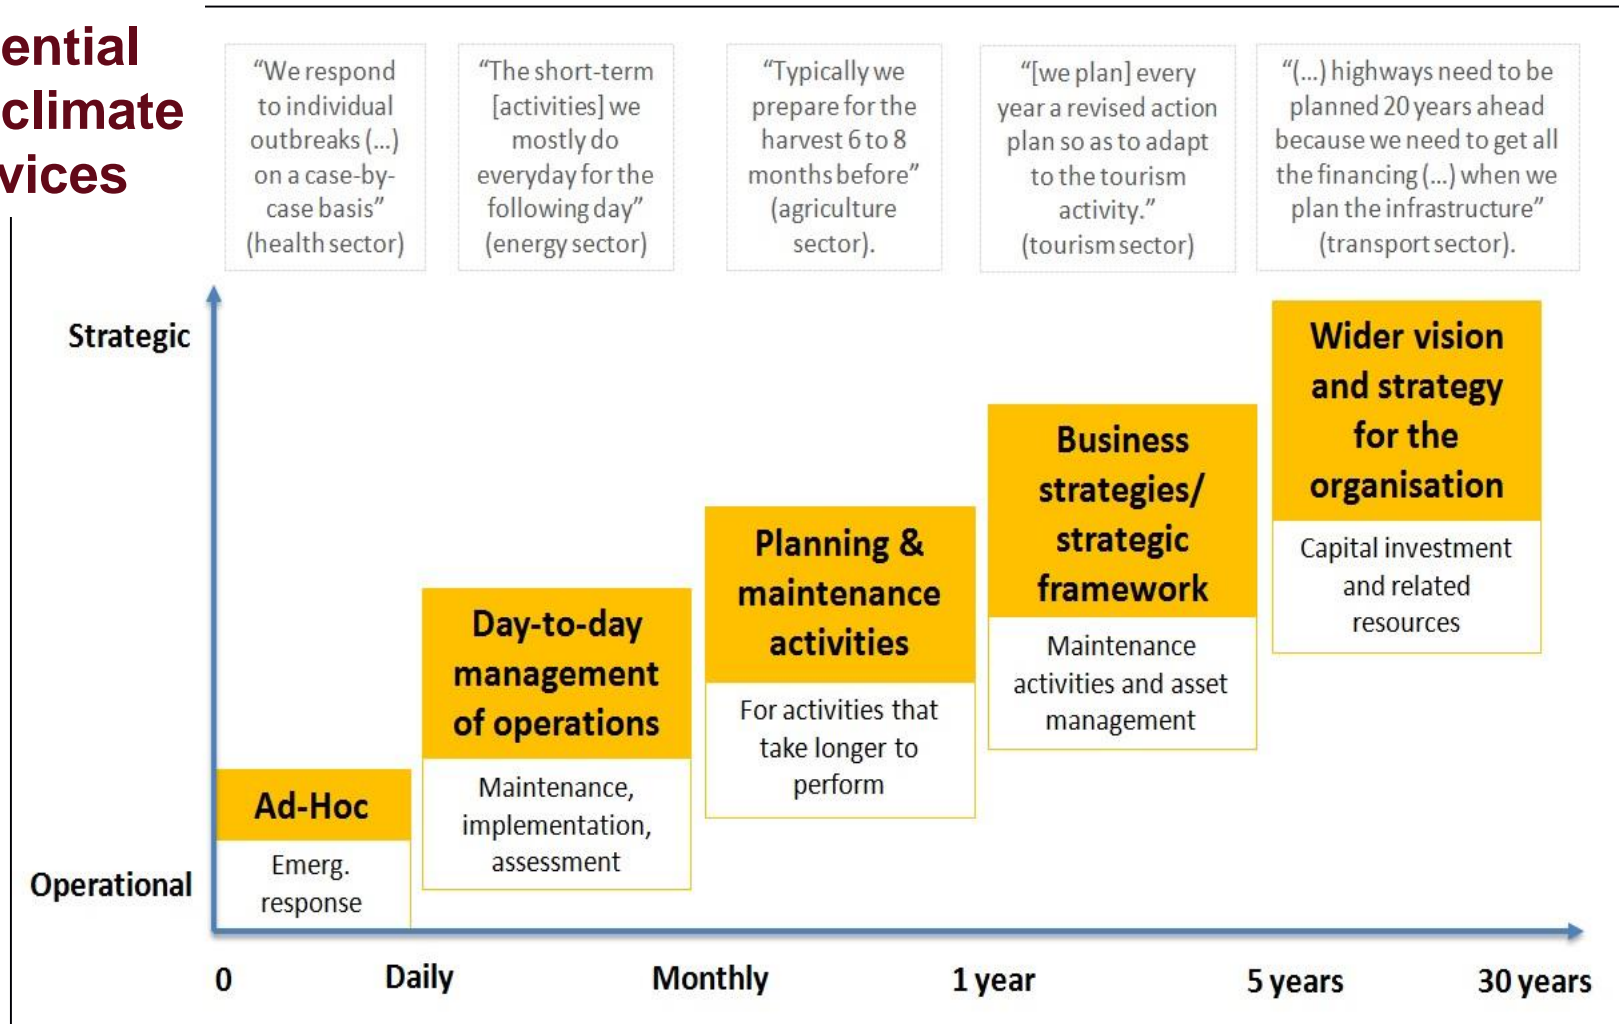 ential
climate
vices
“We respond
to individual
outbreaks (...)
on a case-by-
case basis”
(health sector)
“The short-term
[activities] we
mostly do
everyday for the
following day”
(energy sector)
“Typically we
prepare for the
harvest 6 to 8
months before”
(agriculture
sector).
“[we plan] every
year a revised action
plan so as to adapt
to the tourism
activity.”
(tourism sector)
“(...) highways need to be
planned 20 years ahead
because we need to get all
the financing (...) when we
plan the infrastructure”
(transport sector).
Strategic
Operational
Ad-Hoc
Emerg.
response
Day-to-day
management
of operations
Maintenance,
implementation,
assessment
Planning &
maintenance
activities
For activities that
take longer to
perform
Business
strategies/
strategic
framework
Maintenance
activities and asset
management
Wider vision
and strategy
for the
organisation
Capital investment
and related
resources
0
Daily
Monthly
1 year
5 years
30 years